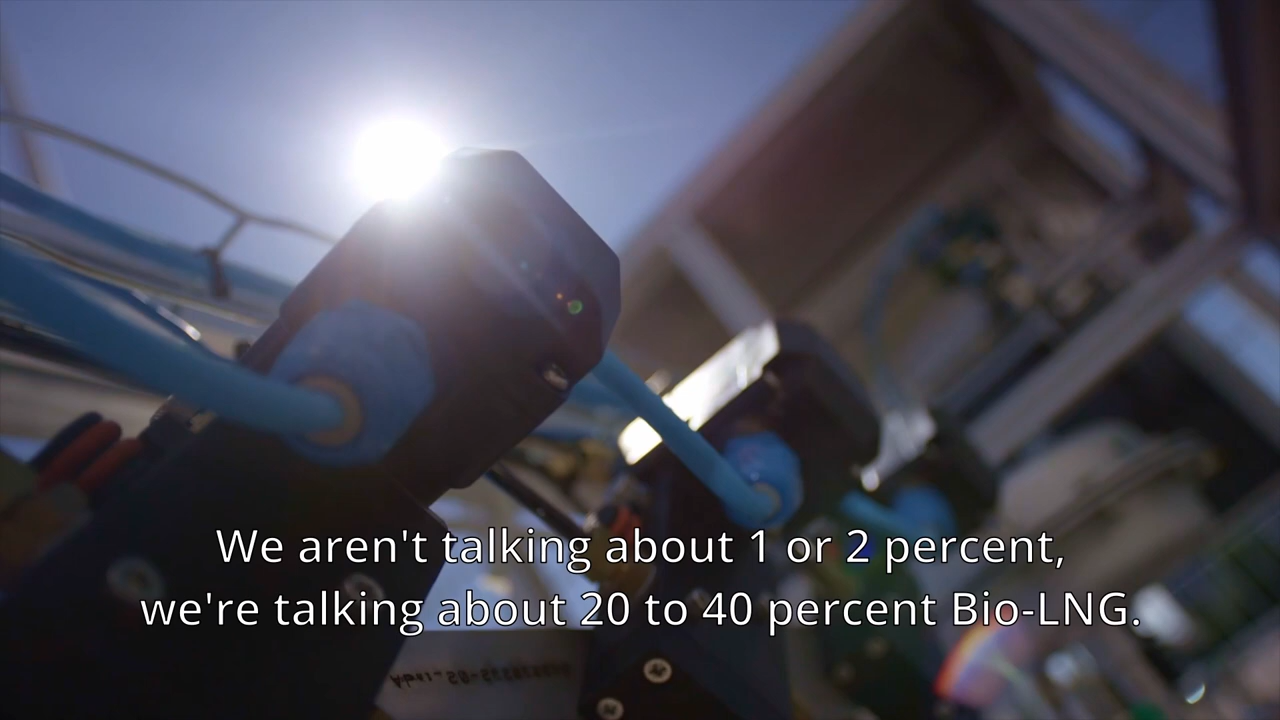 We aren't talking about 1 or 2 percent,
we're talking about 20 to 40 percent Bio-LNG.